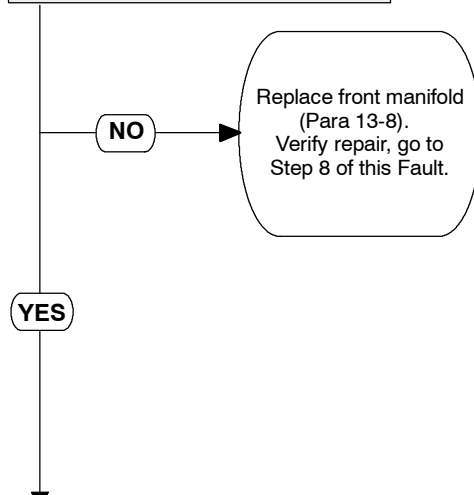 NO
Replace front manifold
(Para 13-8).
Verify repair, go to
Step 8 of this Fault.
YES